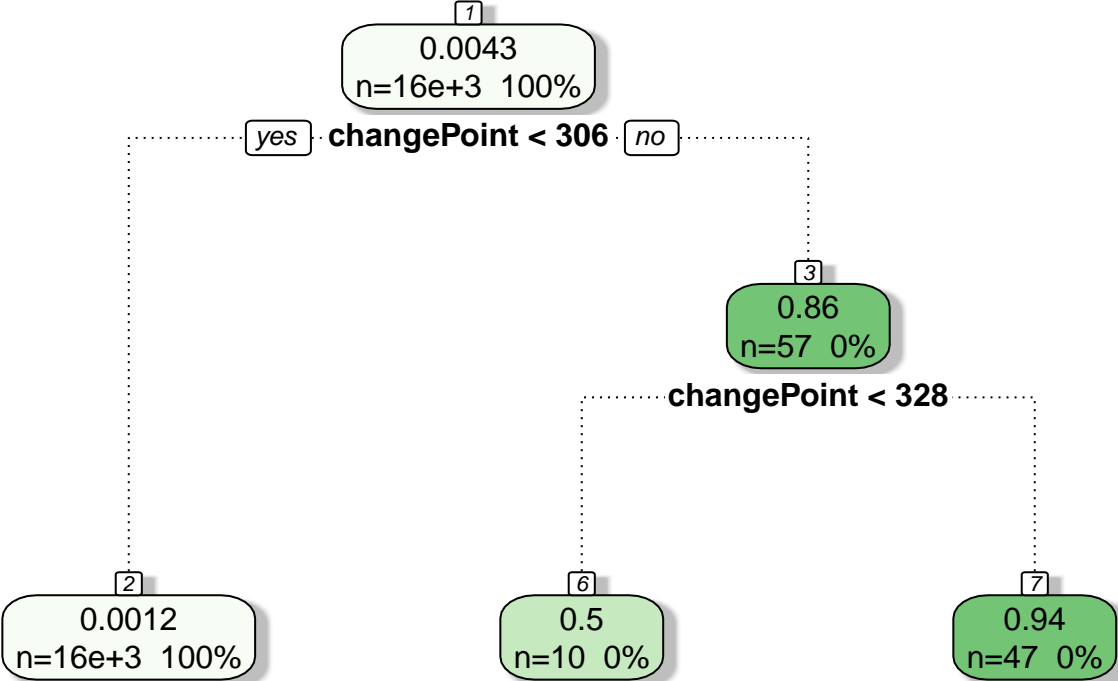 1
0.0043
n=16e+3 100%
yes changePoint < 306 no
3
0.86
n=57 0%
changePoint < 328
2 6 7
0.0012 0.5 0.94
n=16e+3 100% n=10 0% n=47 0%